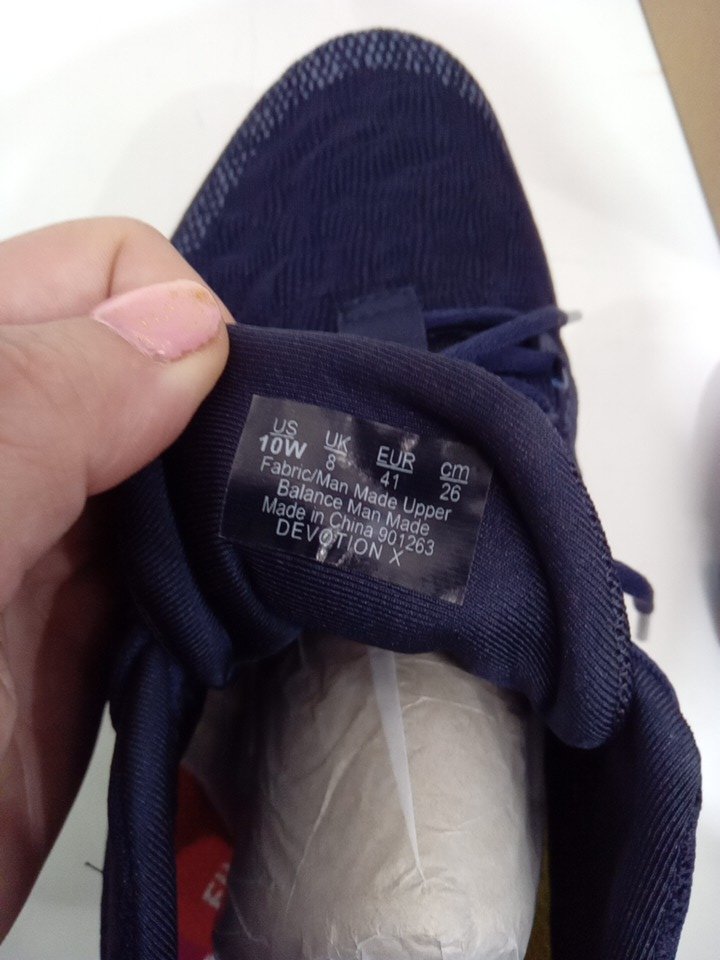 US UK EUR cm
10W 8 41 26
Fabric/Man Made Upper
Balance Man Made
Made in China 901263
DEVOTION X